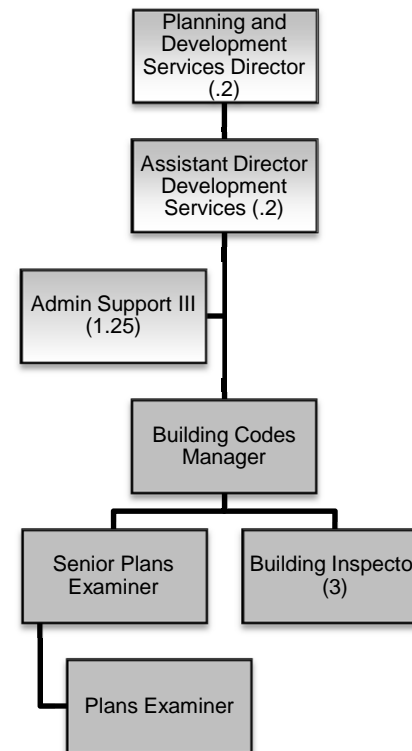 Planning and
Development
Services Director
(.2)
Assistant Director
Development
Services (.2)
Admin Support III
(1.25)
Building Codes
Manager
Senior Plans
Examiner
Building Inspecto
(3)
Plans Examiner